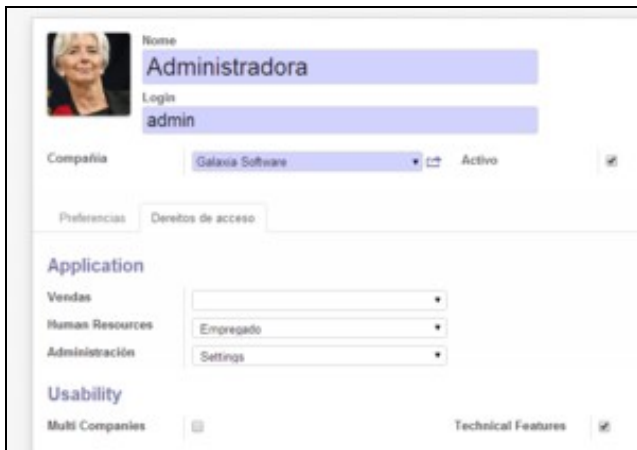 Nome
Administradora
Login
admin
Compañía Galaxia Software Activo
Preferencias Dereitos de acceso
Application
Vendas
Human Resources Empregado
Administración Settings
Usability
Multi Companies Technical Features